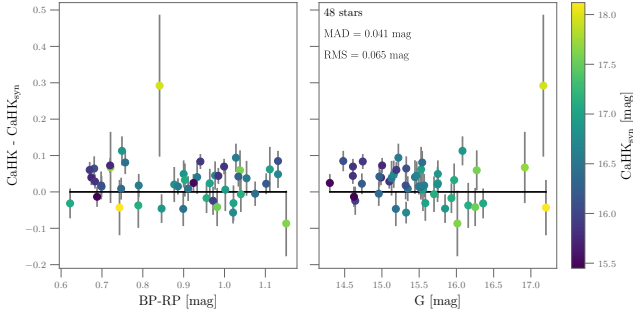 48 stars
MAD = 0.041 mag
RMS = 0.065 mag
CaHK - CaHKsyn
0.5
0.4
0.3
0.2
0.1
0.0
−0.1
−0.2
0.6 0.7 0.8 0.9 1.0 1.1
BP-RP [mag]
14.5 15.0 15.5 16.0 16.5 17.0
G [mag]
18.0
17.5
17.0
16.5
16.0
15.5
CaHKsyn [mag]